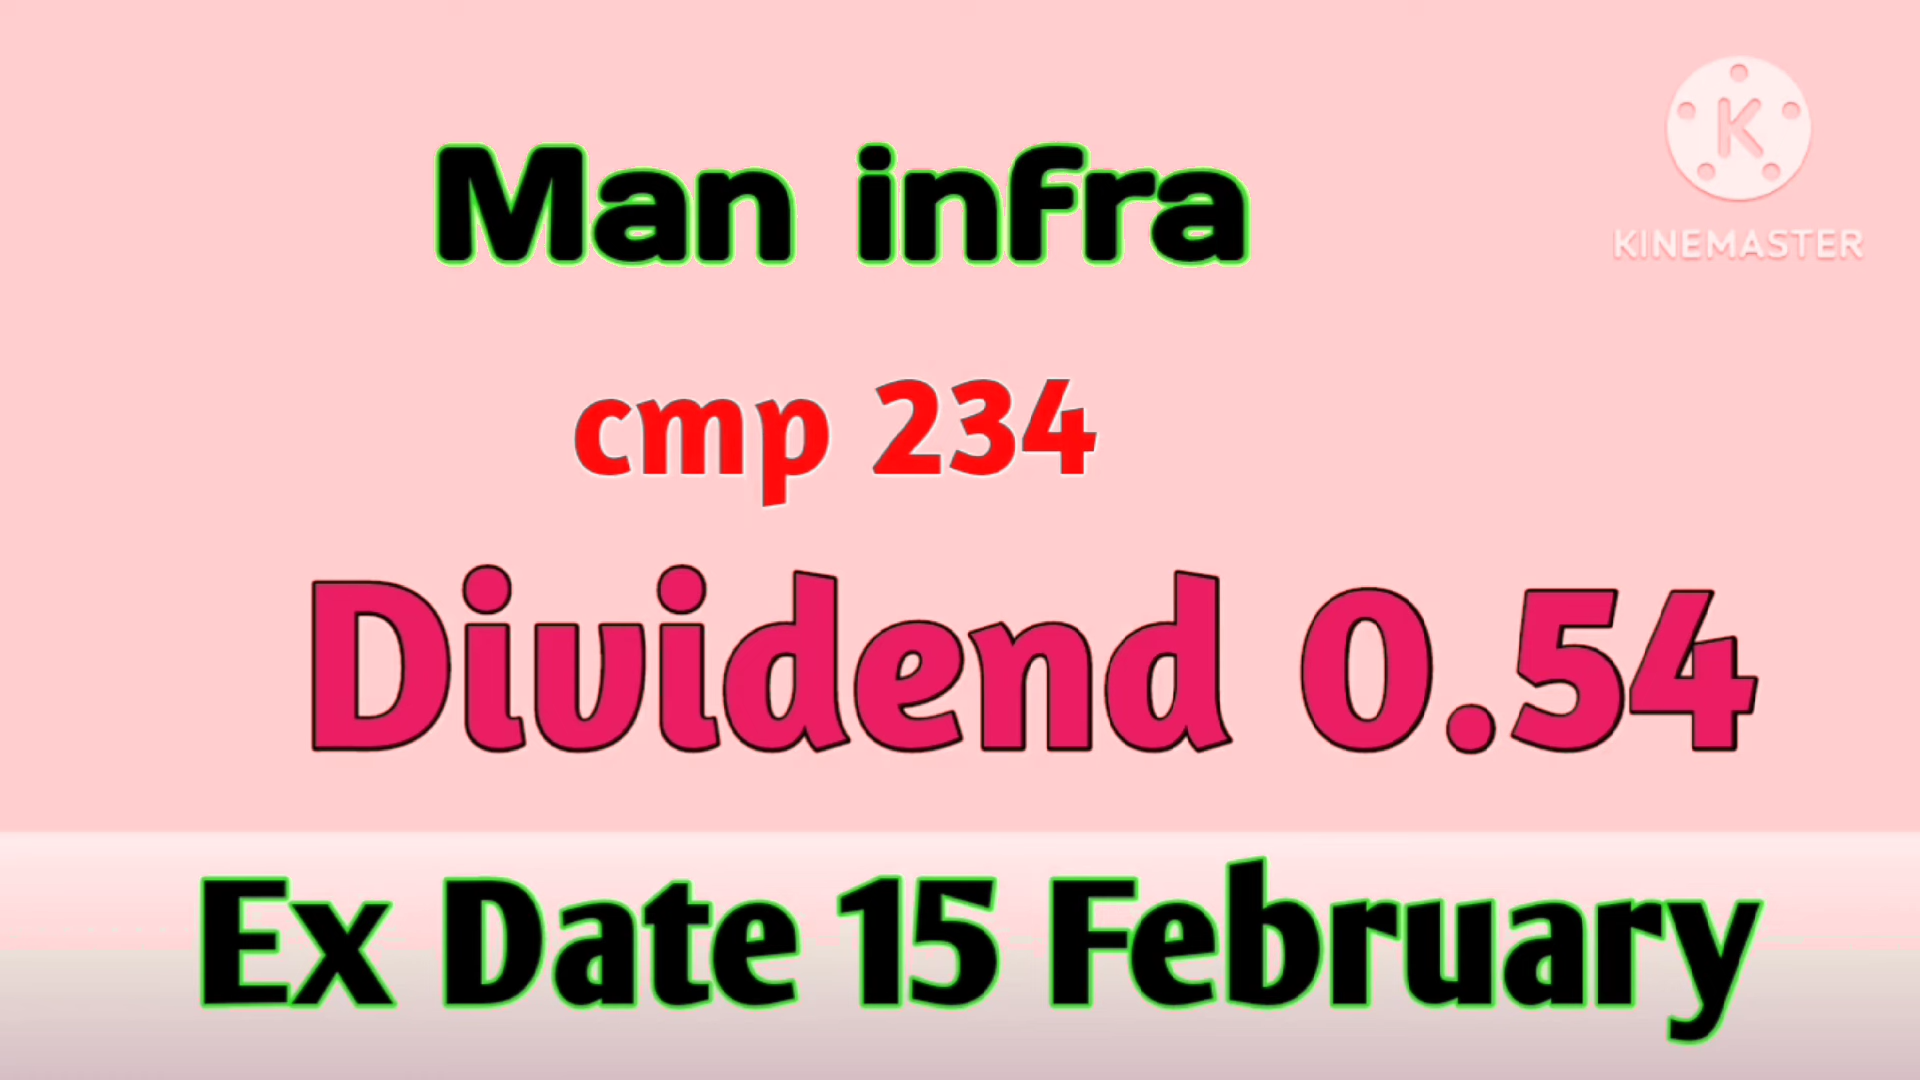 Man infra
KINEMASTER
cmp 234
Dividend 0.54
Ex Date 15 February